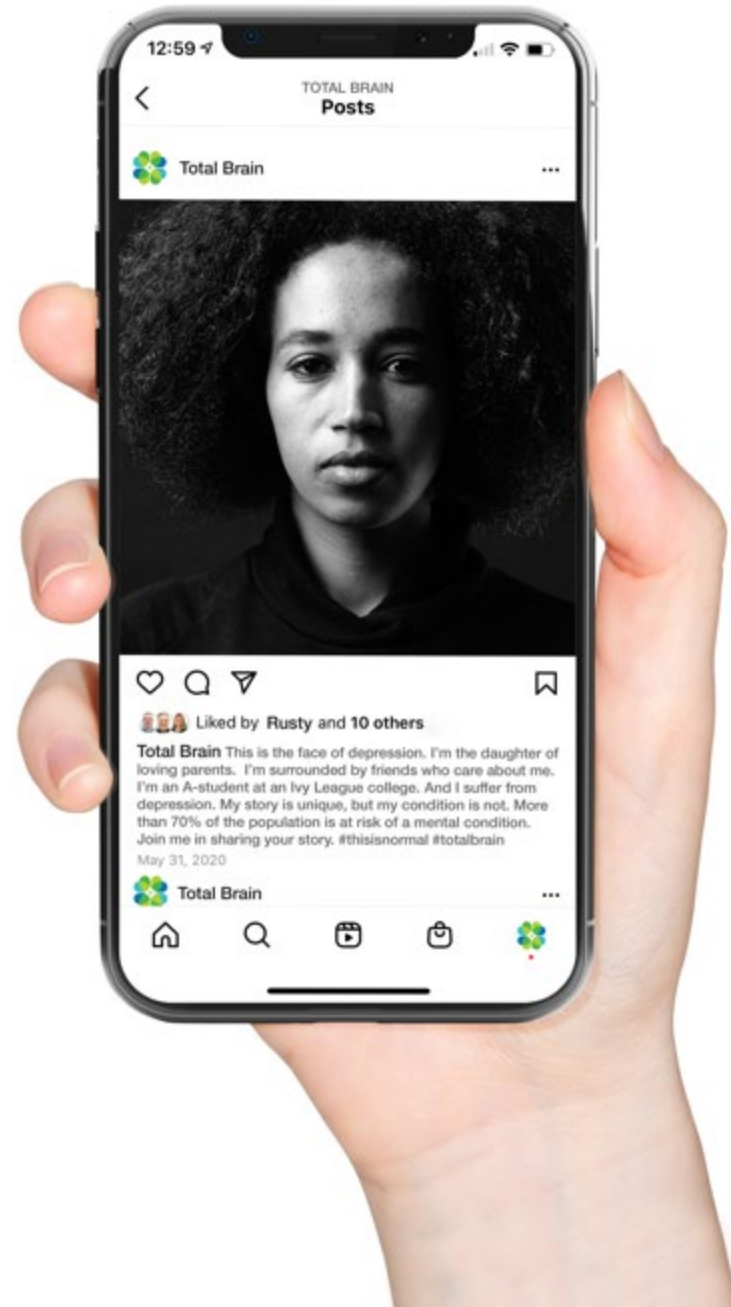 12:59
TOTAL BRAIN
Posts
Total Brain
Liked by Rusty and 10 others
Total Brain This is the face of depression. I'm the daughter of
loving parents.  I'm surrounded by friends who care about me.
I'm an A-student at an Ivy League college. And I suffer from
depression. My story is unique, but my condition is not. More
than 70% of the population is at risk of a mental condition.
Join me in sharing your story. #thisisnormal #totalbrain
May 31, 2020
Total Brain